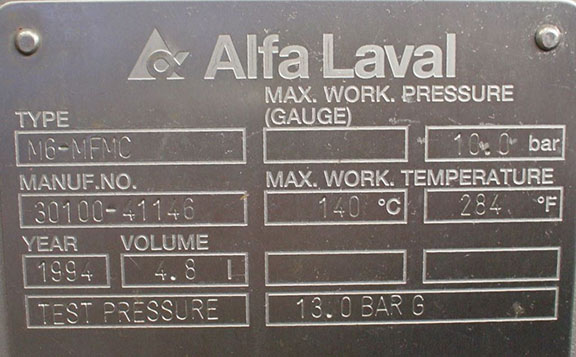 Alfa Laval
TYPE
M6-MFMC
MAX. WORK. PRESSURE
(GAUGE)
10.0 bar
MANUF.NO.
30100-41146
MAX. WORK. TEMPERATURE
140 °C 284 °F
YEAR VOLUME
1994 4.8 l
TEST PRESSURE 13.0 BAR G